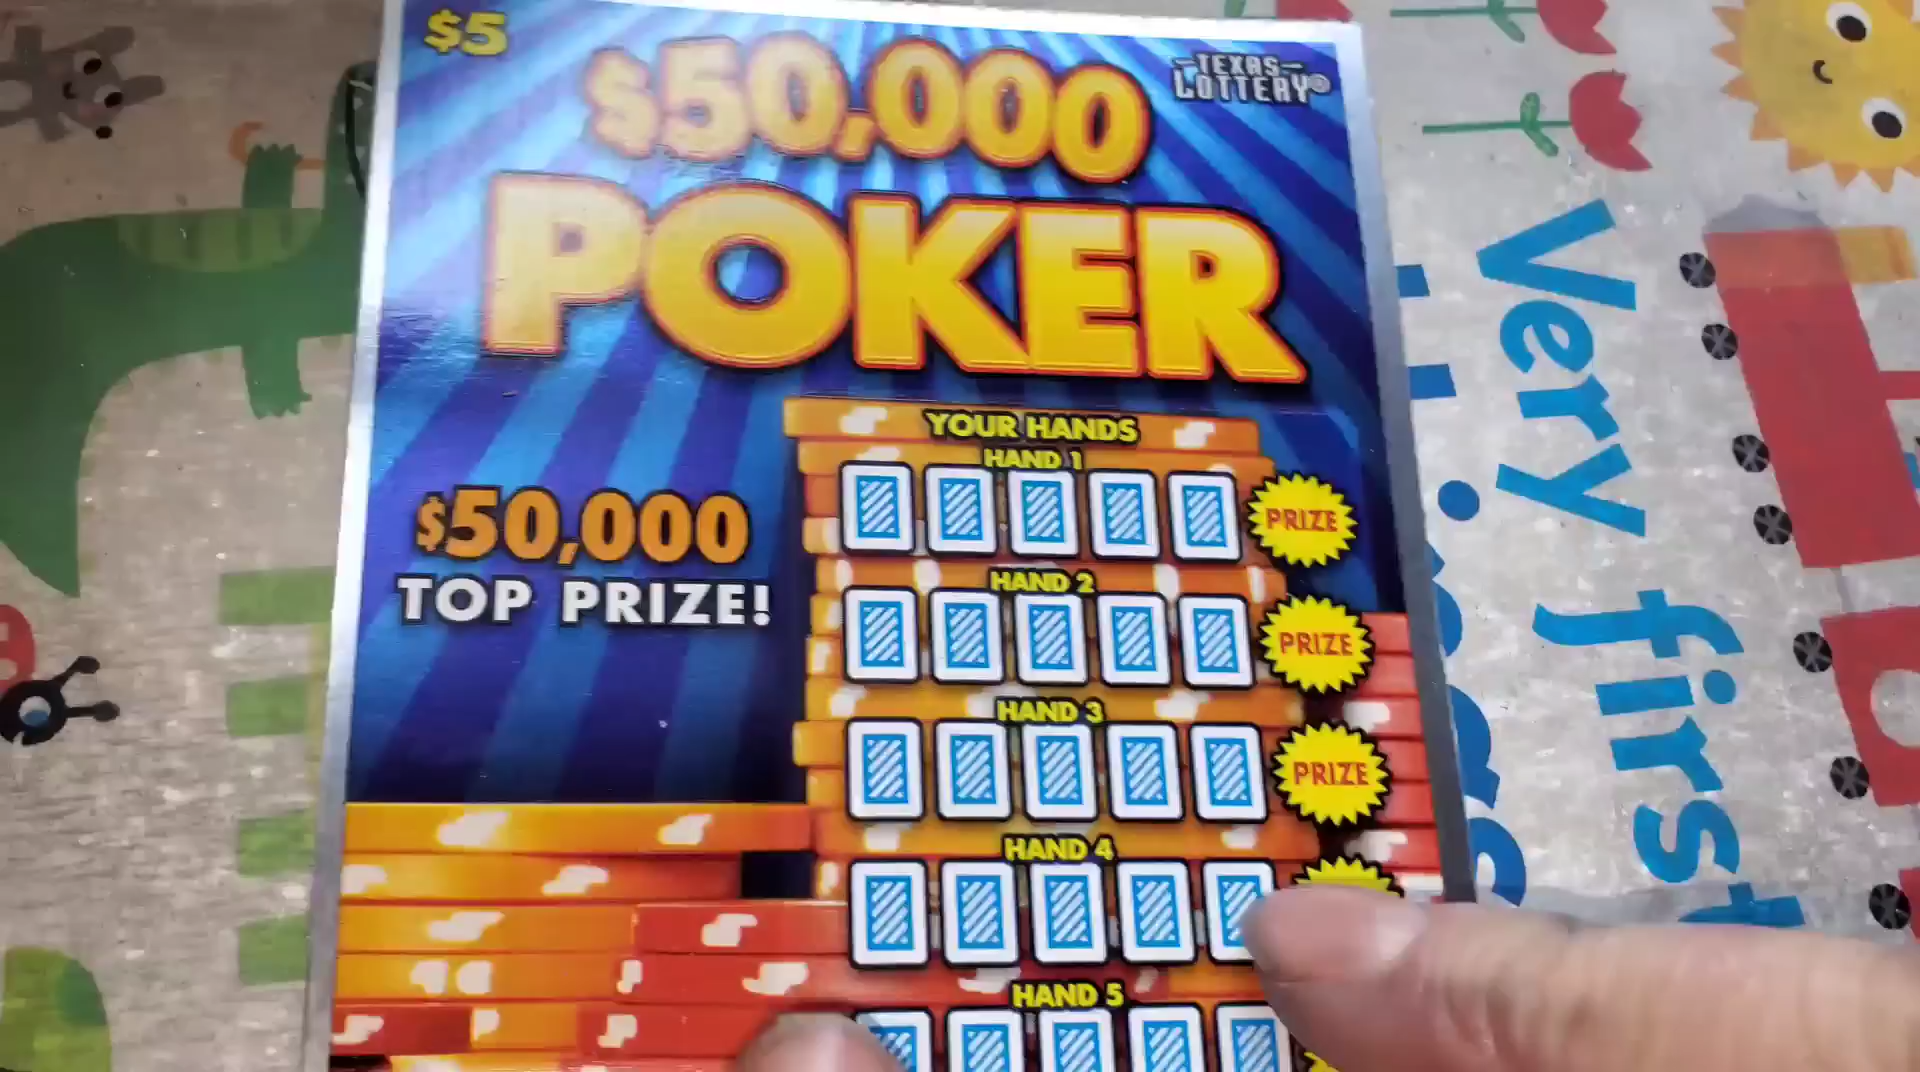 $5
$50,000
TEXAS
LOTTERY®
POKER
YOUR HANDS
HAND 1
PRIZE
$50,000
TOP PRIZE!
HAND 2
PRIZE
HAND 3
PRIZE
HAND 4
HAND 5
Very first